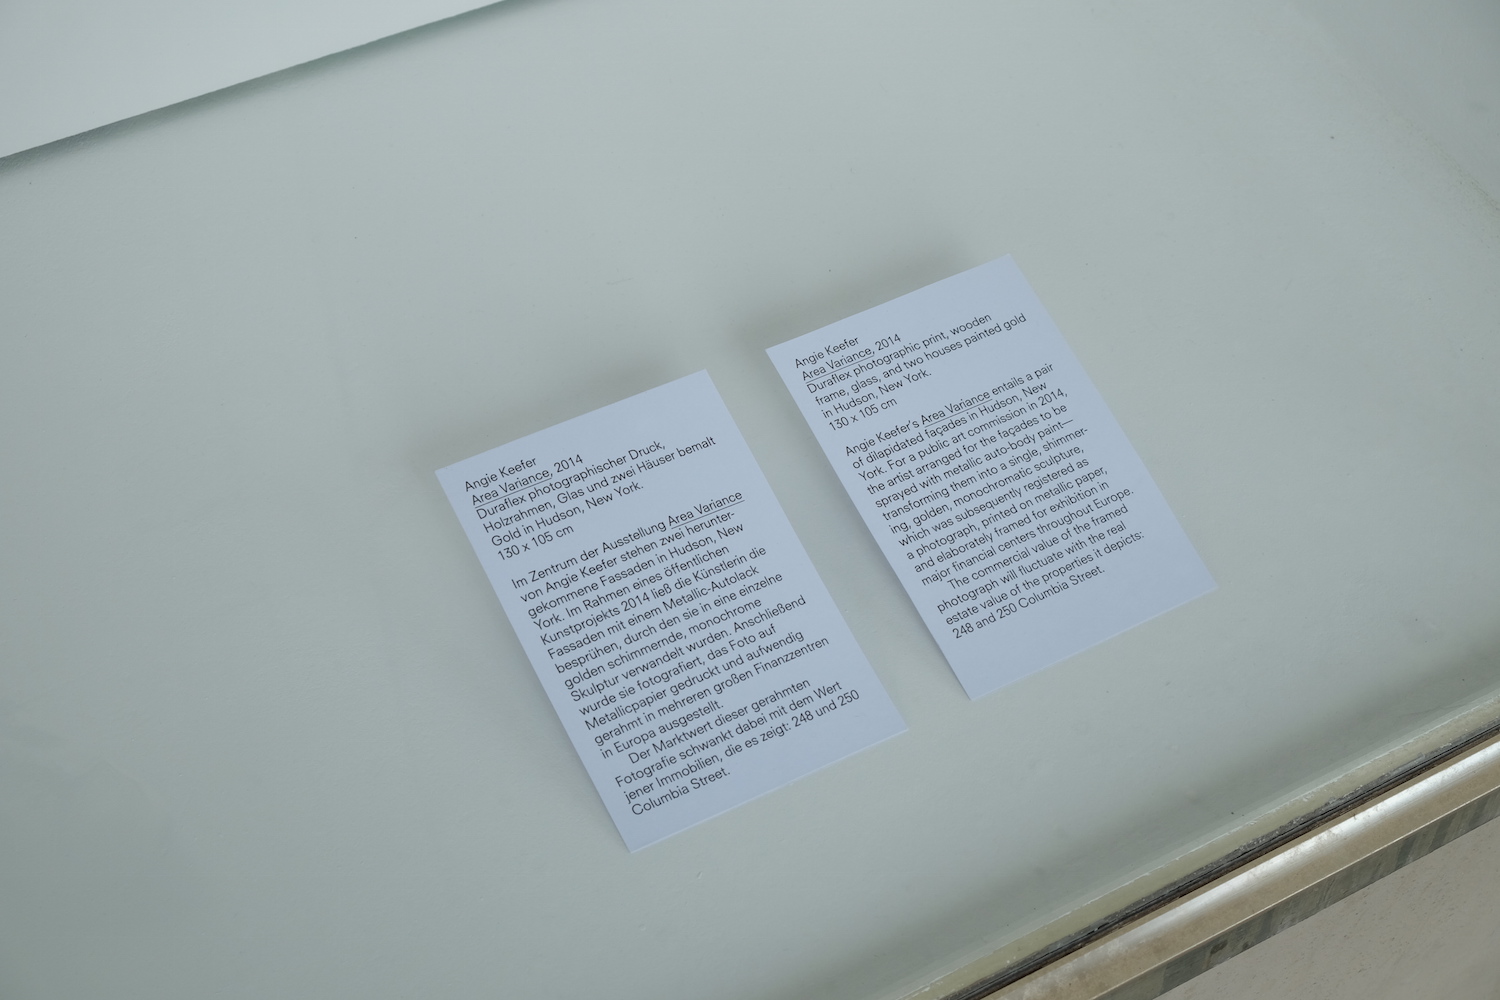 Angie Keefer
Area Variance, 2014
Duraflex photographischer Druck,
Holzrahmen, Glas und zwei Häuser bemalt
Gold in Hudson, New York.
130 x 105 cm
Im Zentrum der Ausstellung Area Variance
von Angie Keefer stehen zwei herunter-
gekommene Fassaden in Hudson, New
York. Im Rahmen eines öffentlichen
Kunstprojekts 2014 ließ die Künstlerin die
Fassaden mit einem Metallic-Autolack
besprühen, durch den sie in eine einzelne
golden schimmernde, monochrome
Skulptur verwandelt wurden. Anschließend
wurde sie fotografiert, das Foto auf
Metallicpapier gedruckt und aufwendig
gerahmt in mehreren großen Finanzzentren
in Europa ausgestellt.
Der Marktwert dieser gerahmten
Fotografie schwankt dabei mit dem Wert
jener Immobilien, die es zeigt: 248 und 250
Columbia Street.
Angie Keefer
Area Variance, 2014
Duraflex photographic print, wooden
frame, glass, and two houses painted gold
in Hudson, New York.
130 x 105 cm
Angie Keefer's Area Variance entails a pair
of dilapidated façades in Hudson, New
York. For a public art commission in 2014,
the artist arranged for the façades to be
sprayed with metallic auto-body paint—
transforming them into a single, shimmer-
ing, golden, monochromatic sculpture,
which was subsequently registered as
a photograph, printed on metallic paper,
and elaborately framed for exhibition in
major financial centers throughout Europe.
The commercial value of the framed
photograph will fluctuate with the real
estate value of the properties it depicts:
248 and 250 Columbia Street.